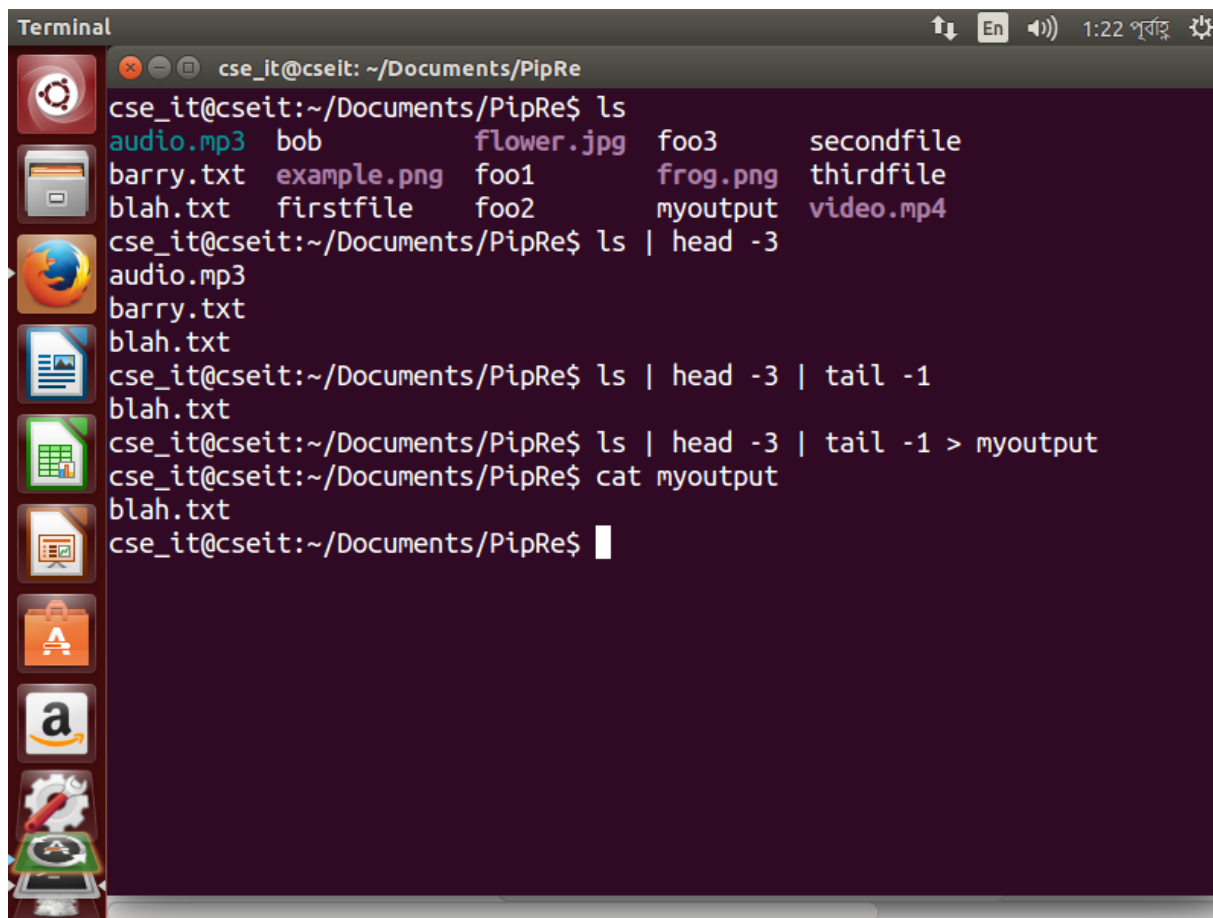 Terminal En 1:22 পূর্বাহ্ণ
cse_it@cseit: ~/Documents/PipRe
cse_it@cseit:~/Documents/PipRe$ ls
audio.mp3 bob flower.jpg foo3 secondfile
barry.txt example.png foo1 frog.png thirdfile
blah.txt firstfile foo2 myoutput video.mp4
cse_it@cseit:~/Documents/PipRe$ ls | head -3
audio.mp3
barry.txt
blah.txt
cse_it@cseit:~/Documents/PipRe$ ls | head -3 | tail -1
blah.txt
cse_it@cseit:~/Documents/PipRe$ ls | head -3 | tail -1 > myoutput
cse_it@cseit:~/Documents/PipRe$ cat myoutput
blah.txt
cse_it@cseit:~/Documents/PipRe$
a